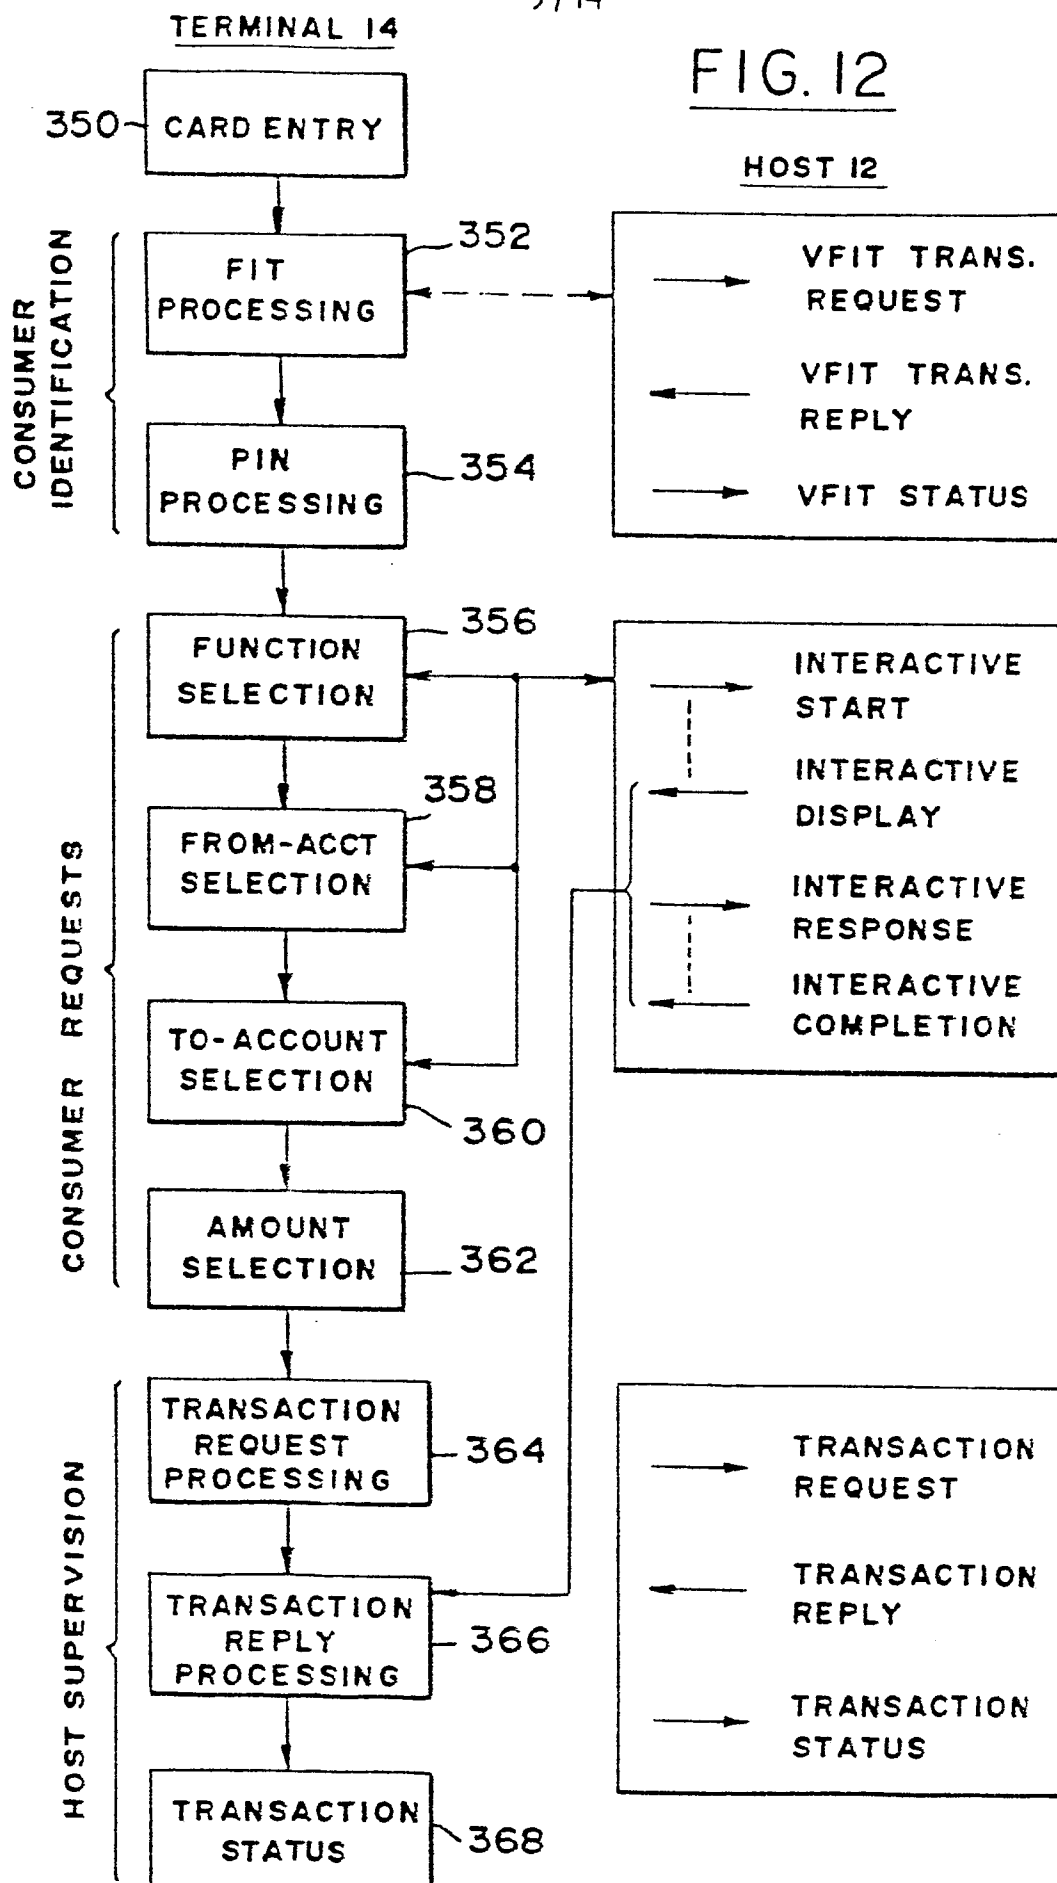 TERMINAL 14
FIG. 12
350
CARD ENTRY
HOST 12
CONSUMER
IDENTIFICATION
352
FIT
PROCESSING
VFIT TRANS.
REQUEST
VFIT TRANS.
REPLY
VFIT STATUS
354
PIN
PROCESSING
CONSUMER REQUESTS
356
FUNCTION
SELECTION
INTERACTIVE
START
INTERACTIVE
DISPLAY
INTERACTIVE
RESPONSE
INTERACTIVE
COMPLETION
358
FROM-ACCT
SELECTION
TO-ACCOUNT
SELECTION
360
AMOUNT
SELECTION
362
HOST SUPERVISION
TRANSACTION
REQUEST
PROCESSING
364
TRANSACTION
REQUEST
TRANSACTION
REPLY
TRANSACTION
STATUS
TRANSACTION
REPLY
PROCESSING
366
TRANSACTION
STATUS
368